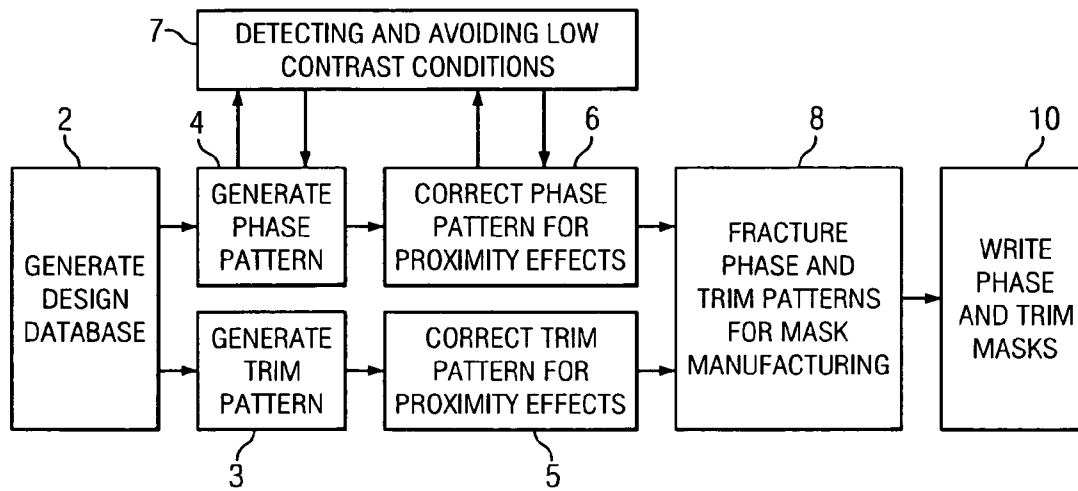 7
DETECTING AND AVOIDING LOW
CONTRAST CONDITIONS
2
4
6
8
10
GENERATE
DESIGN
DATABASE
GENERATE
PHASE
PATTERN
CORRECT PHASE
PATTERN FOR
PROXIMITY EFFECTS
GENERATE
TRIM
PATTERN
CORRECT TRIM
PATTERN FOR
PROXIMITY EFFECTS
FRACTURE
PHASE AND
TRIM PATTERNS
FOR MASK
MANUFACTURING
WRITE
PHASE
AND TRIM
MASKS
3
5